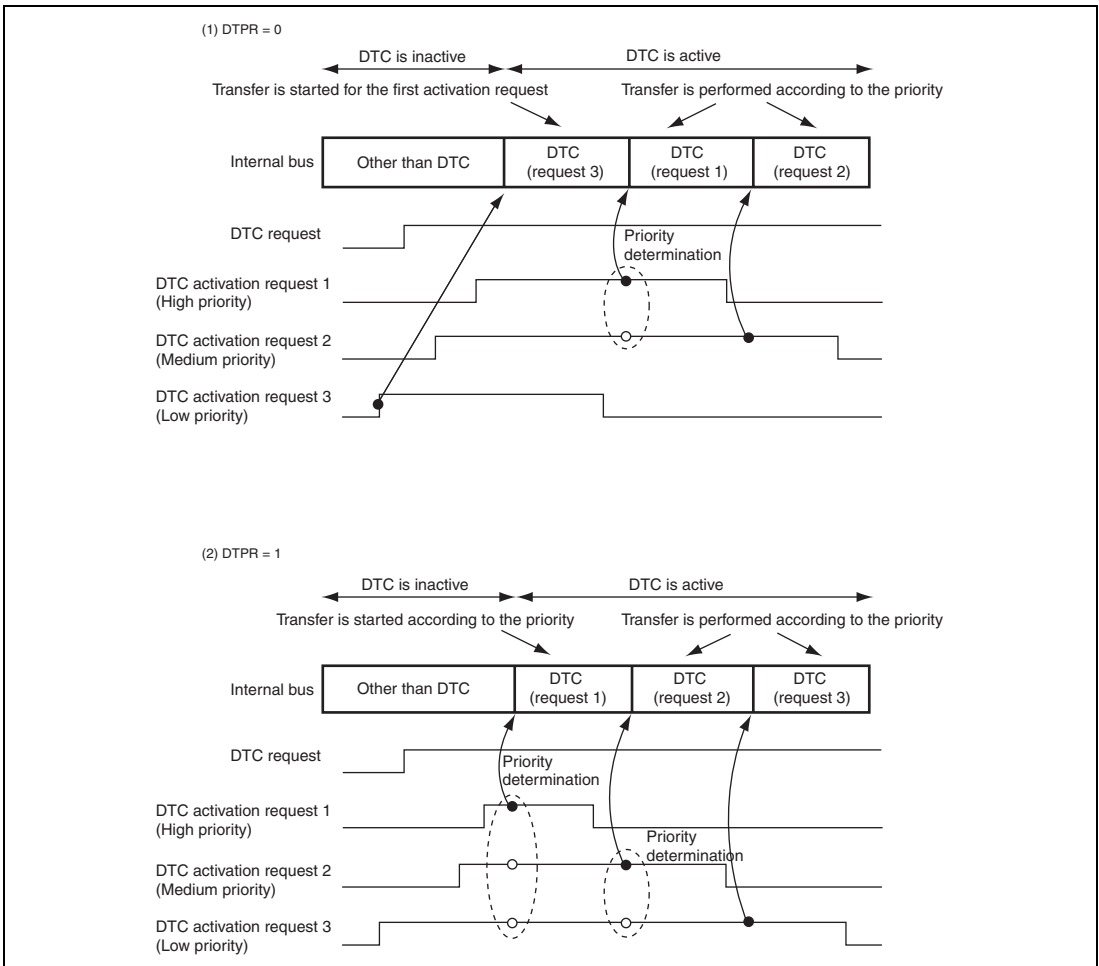 (1) DTPR = 0
DTC is inactive
DTC is active
Transfer is started for the first activation request
Transfer is performed according to the priority
Internal bus
Other than DTC
DTC
(request 3)
DTC
(request 1)
DTC
(request 2)
DTC request
Priority
determination
DTC activation request 1
(High priority)
DTC activation request 2
(Medium priority)
DTC activation request 3
(Low priority)
(2) DTPR = 1
DTC is inactive
DTC is active
Transfer is started according to the priority
Transfer is performed according to the priority
Internal bus
Other than DTC
DTC
(request 1)
DTC
(request 2)
DTC
(request 3)
DTC request
Priority
determination
DTC activation request 1
(High priority)
Priority
determination
DTC activation request 2
(Medium priority)
DTC activation request 3
(Low priority)